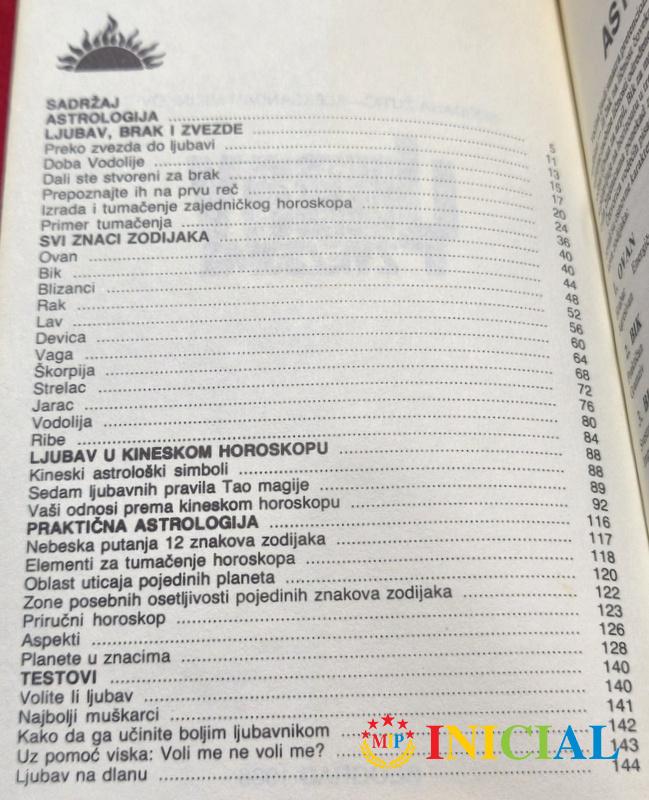 SADRŽAJ
ASTROLOGIJA 5
LJUBAV, BRAK I ZVEZDE 11
Preko zvezda do ljubavi 13
Doba Vodolije 15
Dali ste stvoreni za brak 17
Prepoznajte ih na prvu reč 20
Izrada i tumačenje zajedničkog horoskopa 24
Primer tumačenja 36
SVI ZNACI ZODIJAKA 40
Ovan 40
Bik 44
Blizanci 48
Rak 52
Lav 56
Devica 60
Vaga 64
Škorpija 68
Strelac 72
Jarac 76
Vodolija 80
Ribe 84
LJUBAV U KINESKOM HOROSKOPU 88
Kineski astrološki simboli 88
Sedam ljubavnih pravila Tao magije 89
Vaši odnosi prema kineskom horoskopu 92
PRAKTIČNA ASTROLOGIJA 116
Nebeska putanja 12 znakova zodijaka 117
Elementi za tumačenje horoskopa 118
Oblast uticaja pojedinih planeta 120
Zone posebnih osetljivosti pojedinih znakova zodijaka 122
Priručni horoskop 123
Aspekti 126
Planete u znacima 128
TESTOVI 140
Volite li ljubav 140
Najbolji muškarci 141
Kako da ga učinite boljim ljubavnikom 142
Uz pomoć viska: Voli me ne voli me? 143
Ljubav na dlanu 144
MIP INICIAL
OVAN
2. BIK
3.